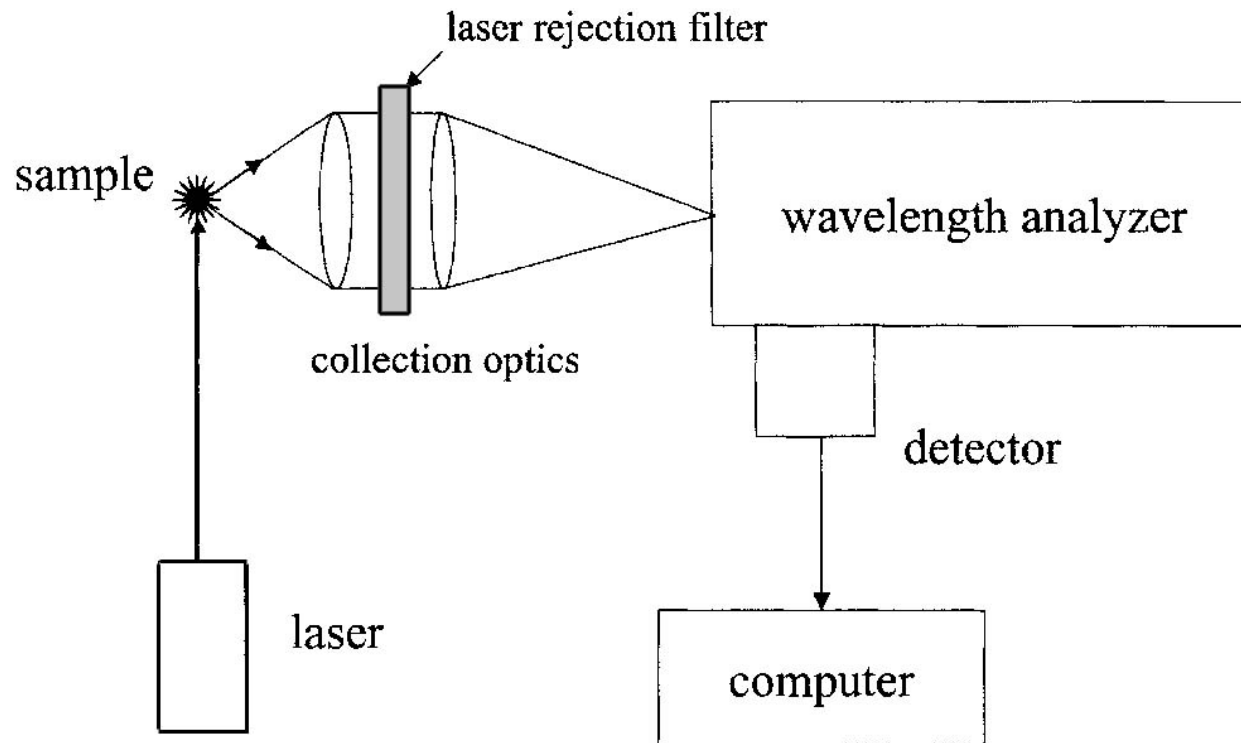 laser rejection filter
sample
wavelength analyzer
collection optics
detector
laser
computer